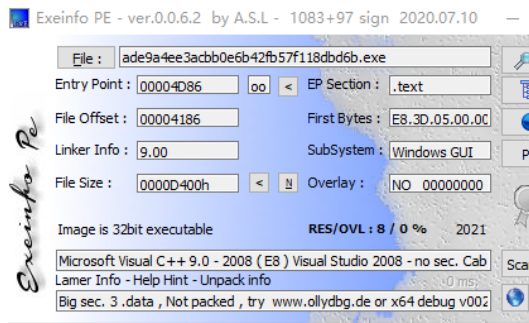 Exeinfo PE - ver.0.0.6.2 by A.S.L - 1083+97 sign 2020.07.10
File : ade9a4ee3acbb0e6b42fb57f118dbd6b.exe
Entry Point : 00004D86 oo < EP Section : .text
File Offset : 00004186 First Bytes : E8.3D.05.00.00
Linker Info : 9.00 SubSystem : Windows GUI
File Size : 0000D400h < N Overlay : NO 00000000
Image is 32bit executable RES/OVL : 8 / 0 % 2021
Microsoft Visual C++ 9.0 - 2008 ( E8 ) Visual Studio 2008 - no sec. Cab
Scan
Lamer Info - Help Hint - Unpack info 0 ms.
Big sec. 3 .data , Not packed , try www.ollydbg.de or x64 debug v002
Exeinfo Pe